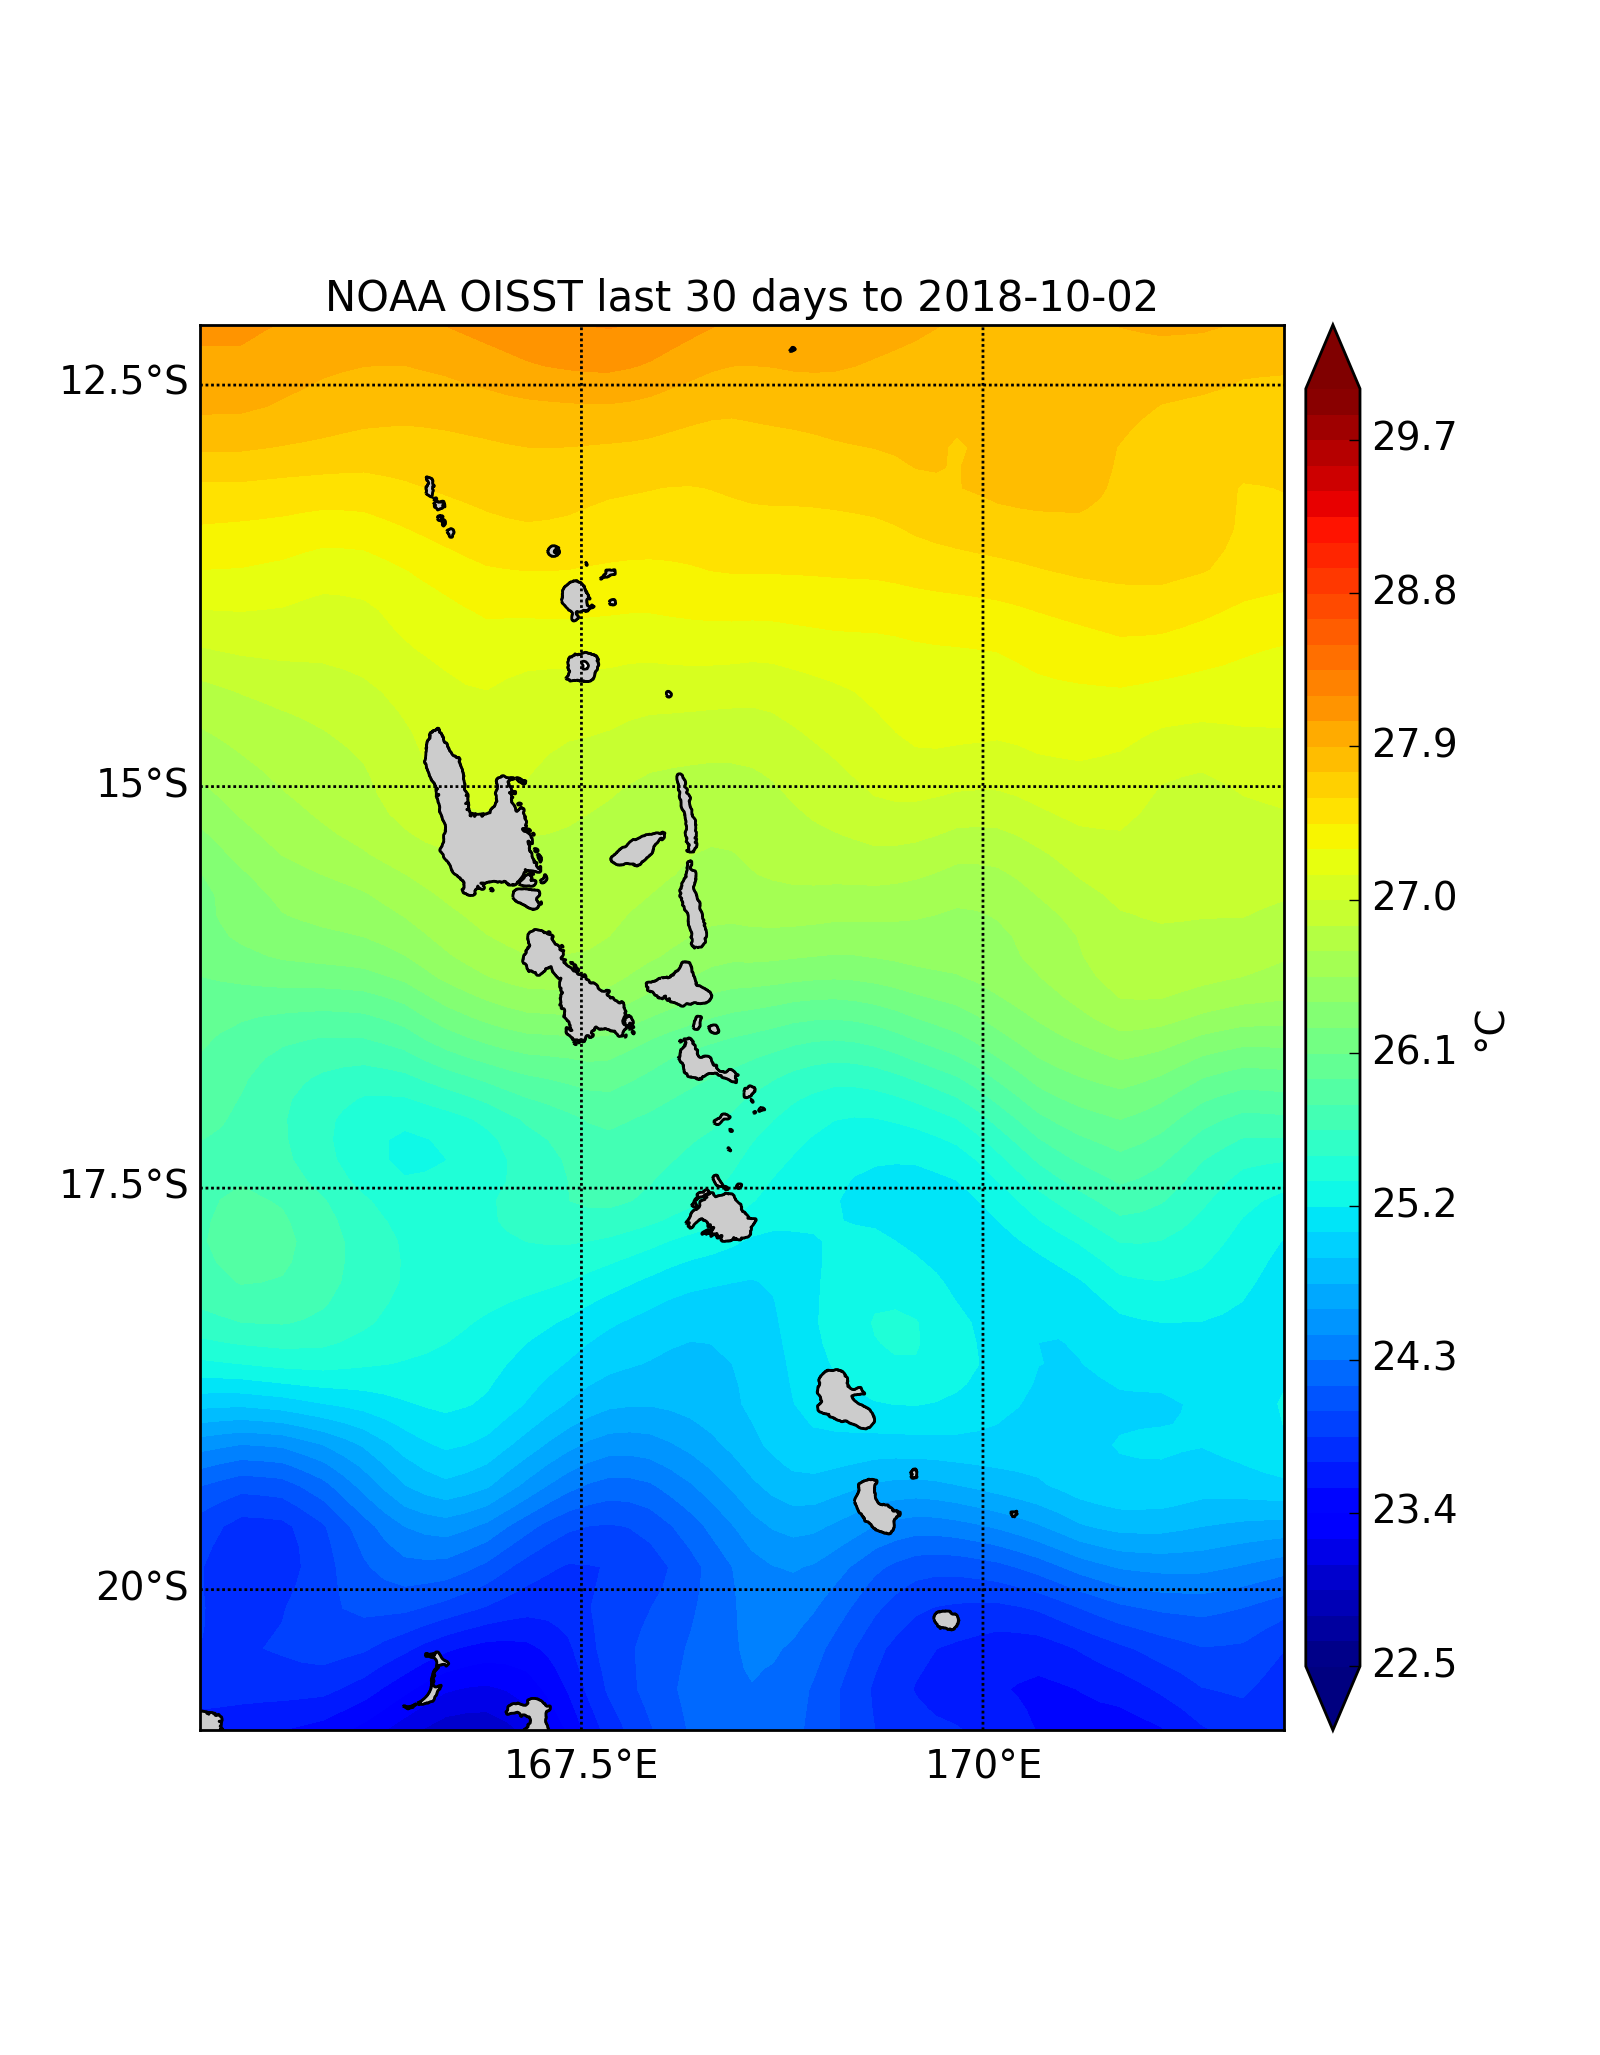 NOAA OISST last 30 days to 2018-10-02
12.5°S
15°S
17.5°S
20°S
167.5°E
170°E
29.7
28.8
27.9
27.0
26.1
25.2
24.3
23.4
22.5
°C